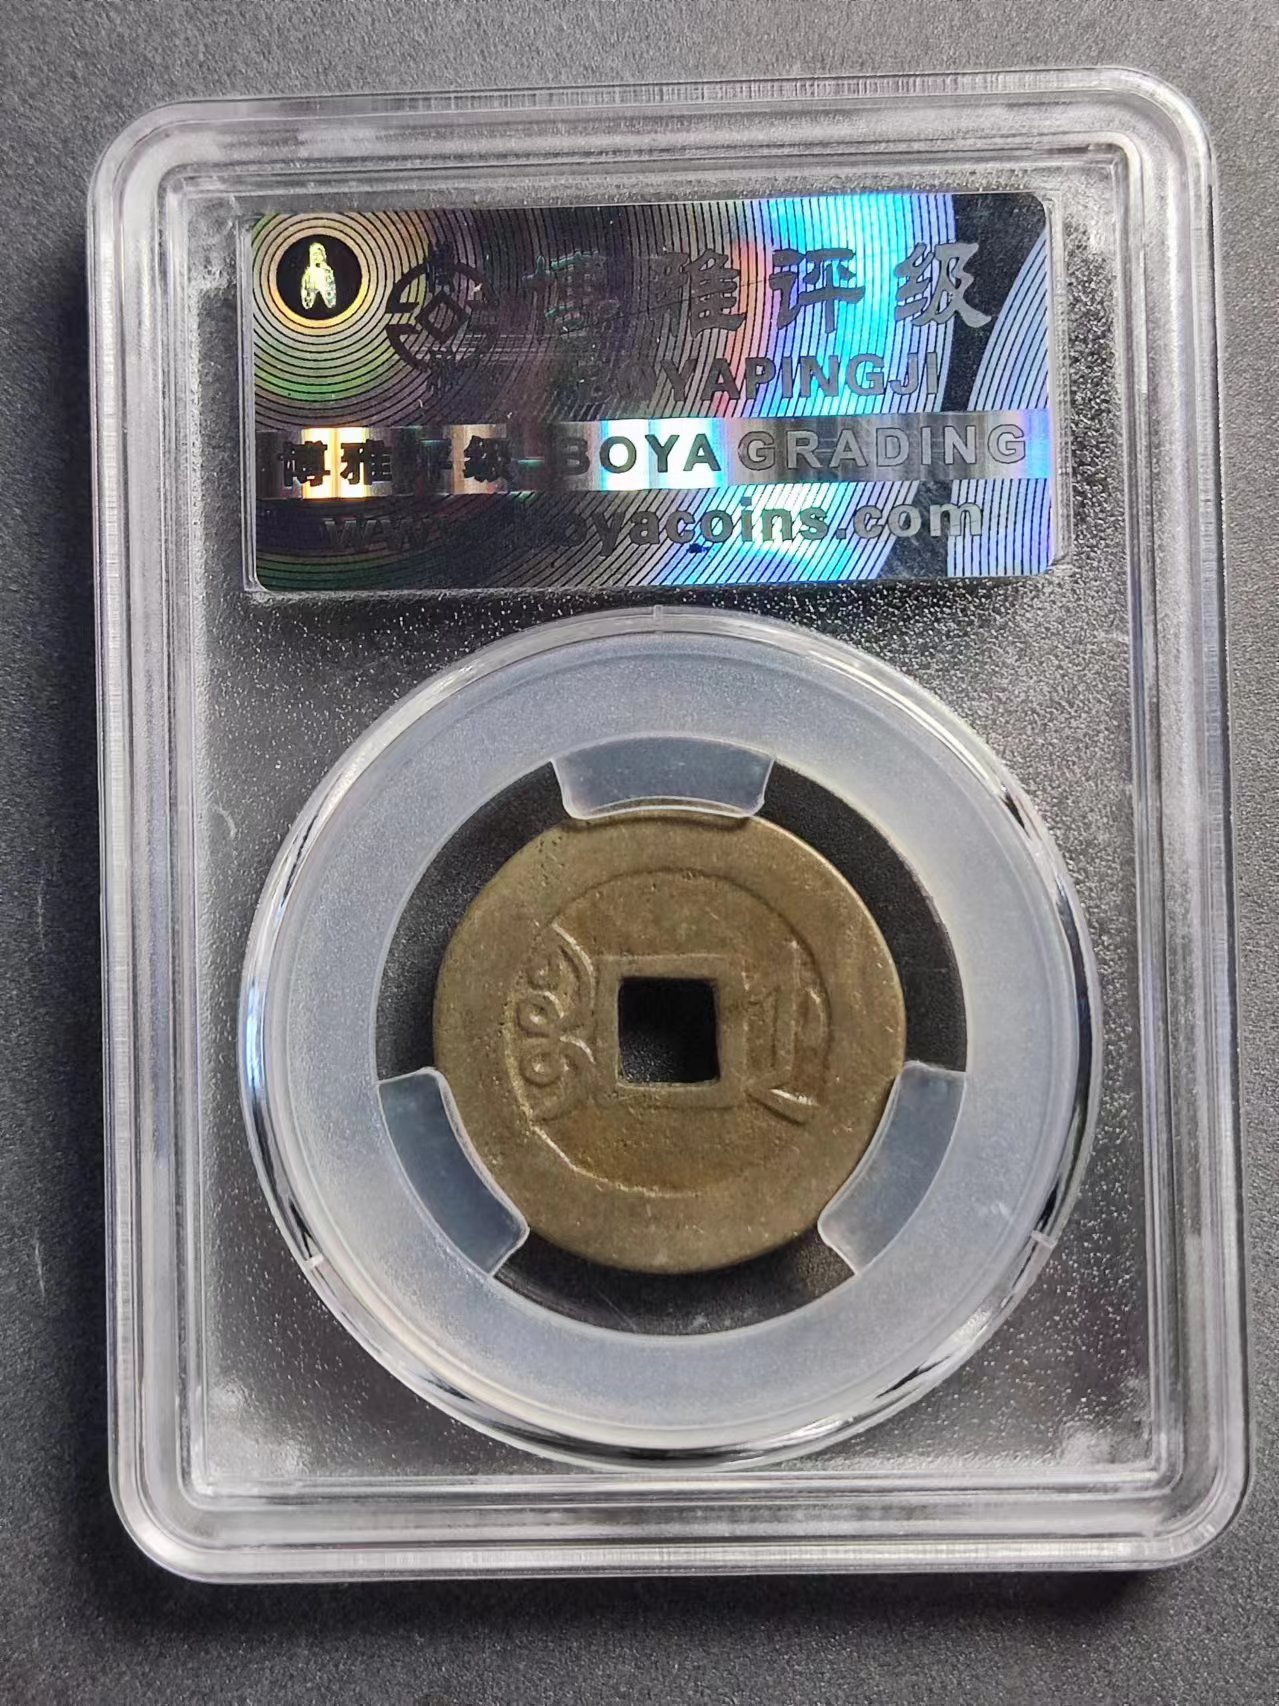 博雅评级
BOYAPINGJI
博雅评级 BOYA GRADING
www.boyacoins.com